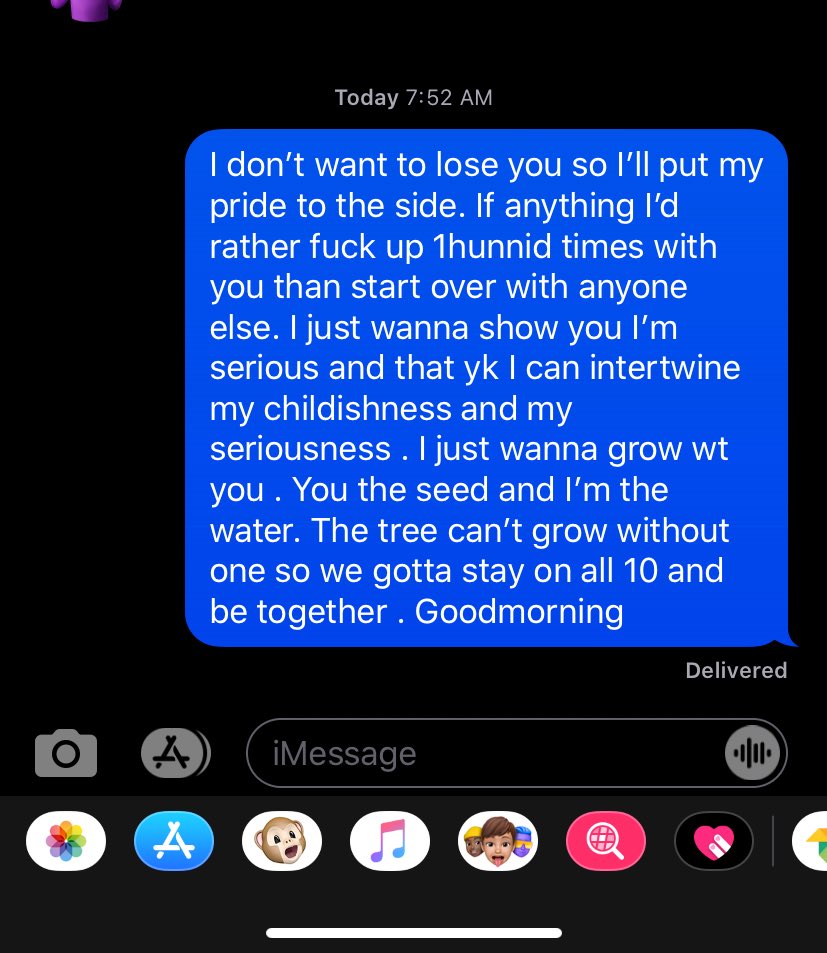 Today 7:52 AM
I don’t want to lose you so I’ll put my
pride to the side. If anything I’d
rather fuck up 1hunnid times with
you than start over with anyone
else. I just wanna show you I’m
serious and that yk I can intertwine
my childishness and my
seriousness . I just wanna grow wt
you . You the seed and I’m the
water. The tree can’t grow without
one so we gotta stay on all 10 and
be together . Goodmorning
Delivered
iMessage